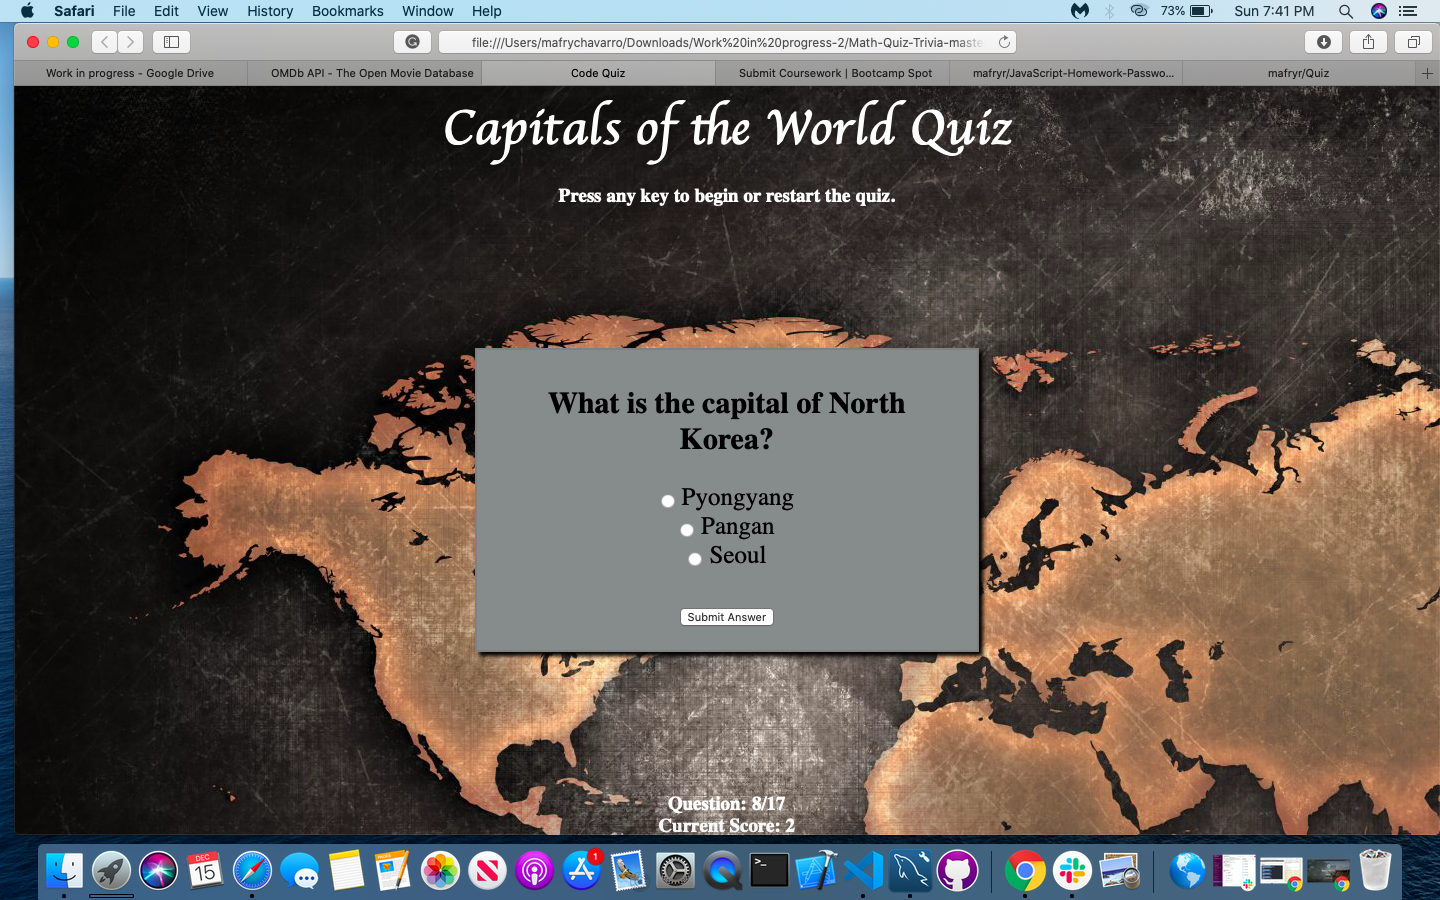 Safari File Edit View History Bookmarks Window Help 73% Sun 7:41 PM
file:///Users/mafrychavarro/Downloads/Work%20in%20progress-2/Math-Quiz-Trivia-maste
Work in progress - Google Drive
OMDb API - The Open Movie Database
Code Quiz
Submit Coursework | Bootcamp Spot
mafryr/JavaScript-Homework-Passwo...
mafryr/Quiz
Capitals of the World Quiz
Press any key to begin or restart the quiz.
What is the capital of North
Korea?
Pyongyang
Pangan
Seoul
Submit Answer
Question: 8/17
Current Score: 2
DEC
15
1